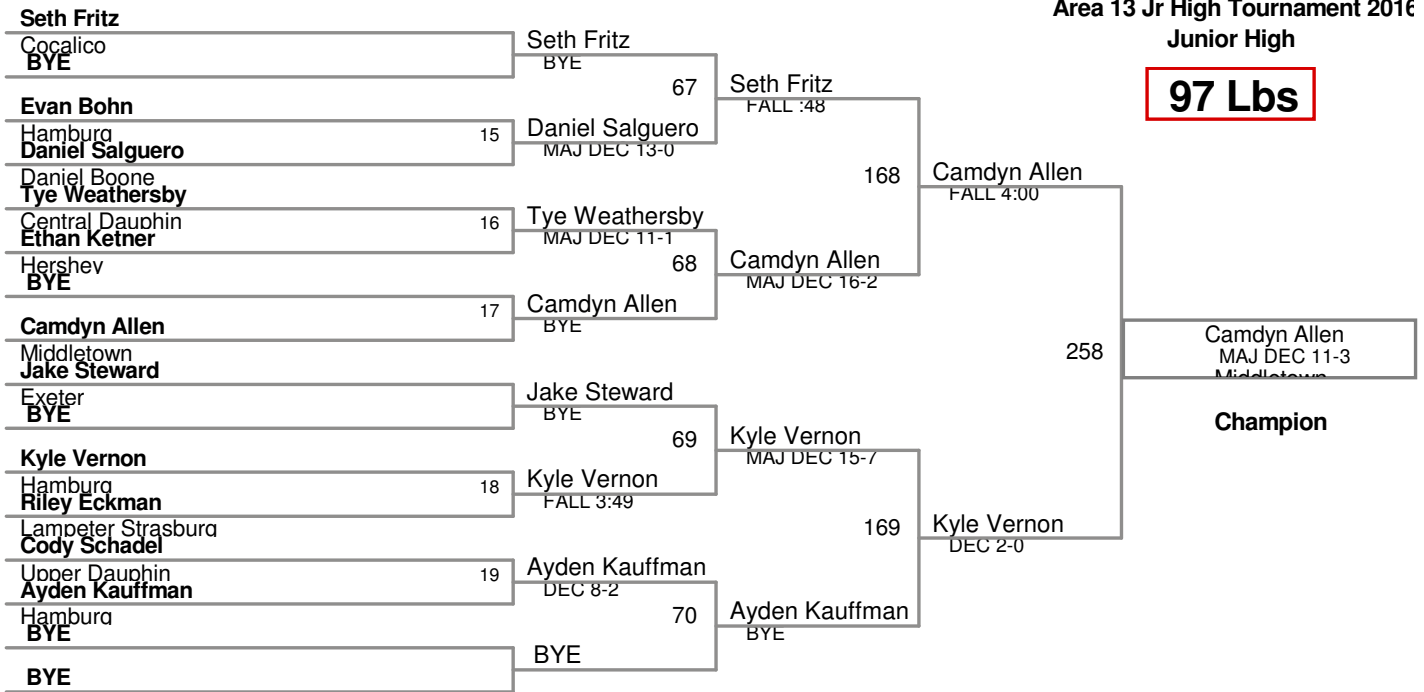 Area 13 Jr High Tournament 2016
Junior High
97 Lbs
Seth Fritz
Cocalico
BYE
Evan Bohn
Hamburg
Daniel Salguero
Daniel Boone
Tye Weathersby
Central Dauphin
Ethan Ketner
Hershey
BYE
Camdyn Allen
Middletown
Jake Steward
Exeter
BYE
Kyle Vernon
Hamburg
Riley Eckman
Lampeter Strasburg
Cody Schadel
Upper Dauphin
Ayden Kauffman
Hamburg
BYE
BYE
15
16
17
18
19
Seth Fritz
BYE
Daniel Salguero
MAJ DEC 13-0
Tye Weathersby
MAJ DEC 11-1
Camdyn Allen
BYE
Jake Steward
BYE
Kyle Vernon
FALL 3:49
Ayden Kauffman
DEC 8-2
BYE
67
68
69
70
Seth Fritz
FALL :48
Camdyn Allen
MAJ DEC 16-2
Kyle Vernon
MAJ DEC 15-7
Ayden Kauffman
BYE
168
169
Camdyn Allen
FALL 4:00
Kyle Vernon
DEC 2-0
258
Camdyn Allen
MAJ DEC 11-3
Middletown
Champion